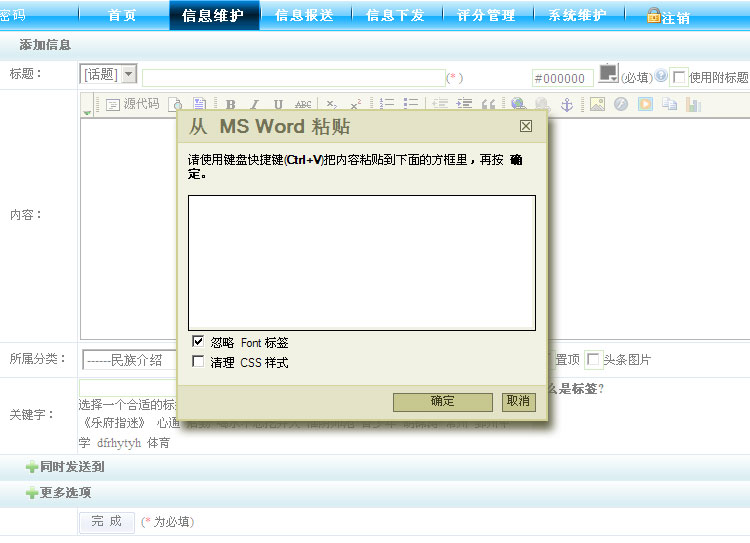 密码 首 页 信息维护 信息报送 信息下发 评分管理 系统维护 注销
添加信息
标题： [话题] (* ) #000000 (必填) 使用附标题
源代码 B I U ABC x₂ x²
从 MS Word 粘贴
请使用键盘快捷键(Ctrl+V)把内容粘贴到下面的方框里，再按 确
定。
内容：
忽略 Font 标签
清理 CSS 样式
所属分类： ------民族介绍 置顶 头条图片
确定 取消
么是标签?
关键字： 选择一个合适的标
《乐府指迷》 心通
学 dfrhytyh 体育
同时发送到
更多选项
完 成 (* 为必填)